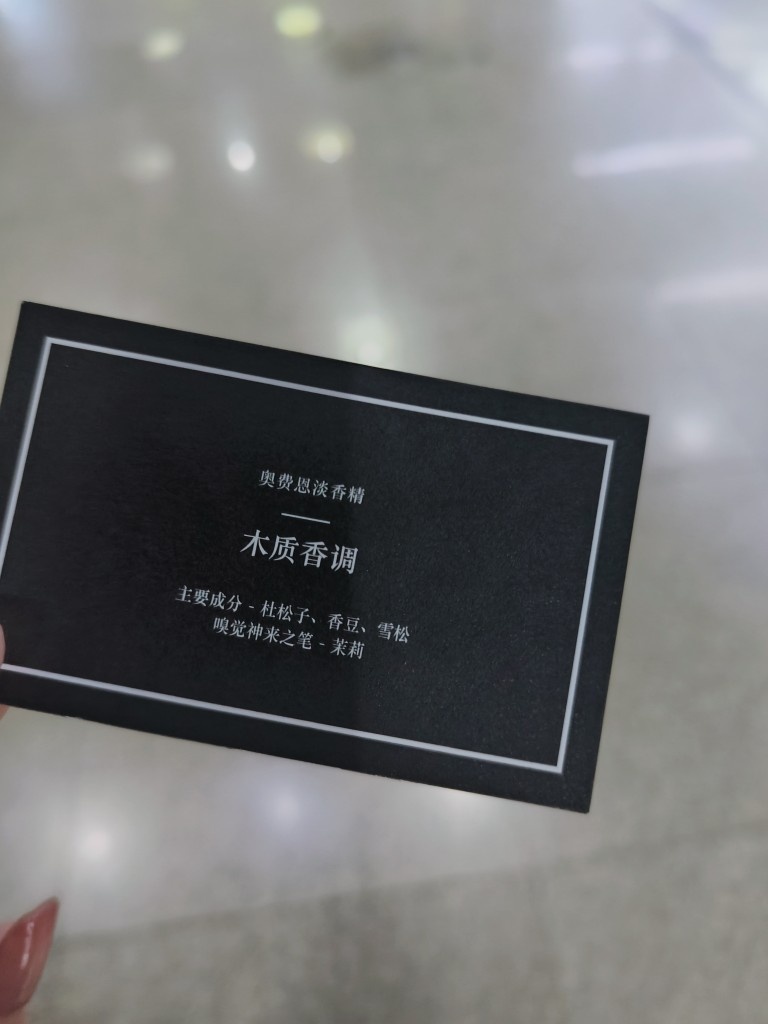 奥费恩淡香精
木质香调
主要成分 - 杜松子、香豆、雪松
嗅觉神来之笔 - 茉莉